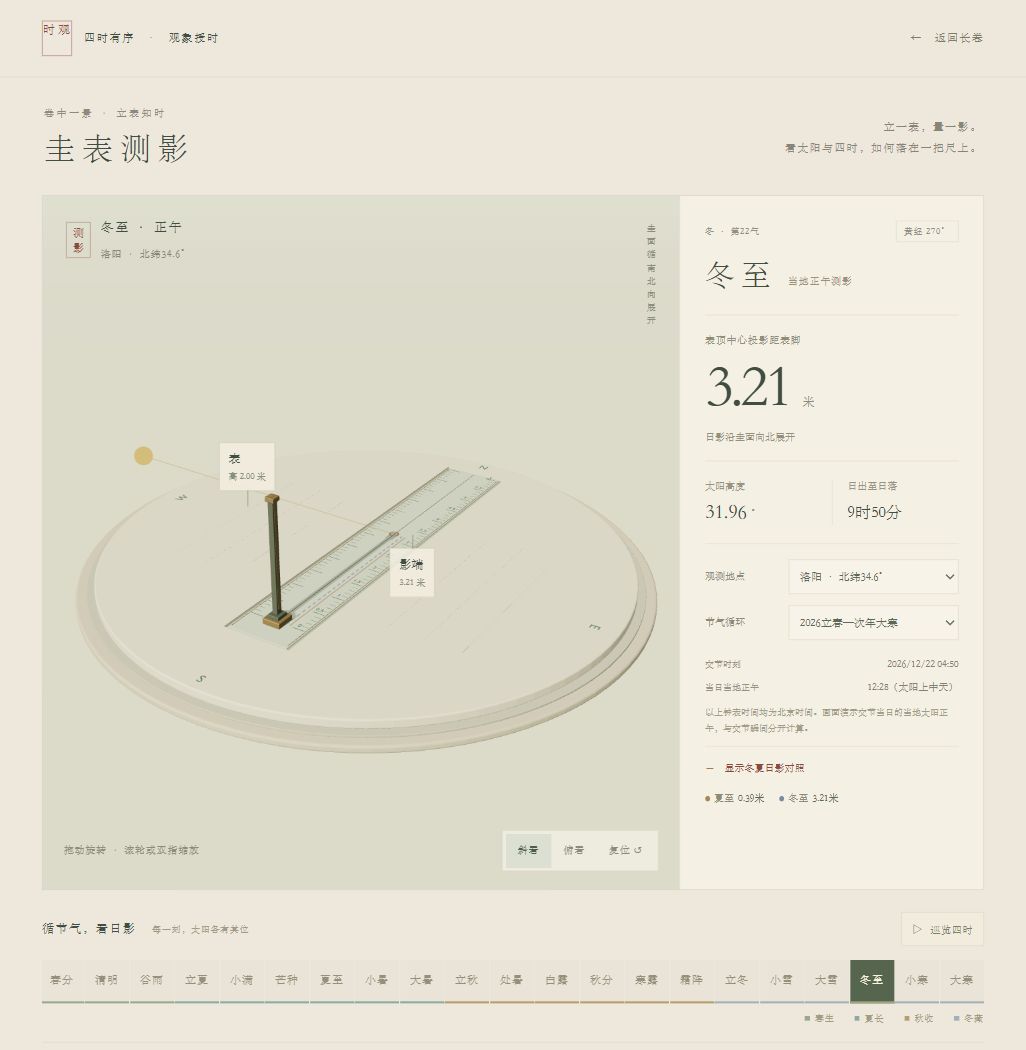 时观
四时有序 · 观象授时
← 返回长卷
卷中一景 · 立表知时
圭表测影
立一表，量一影。
看太阳与四时，如何落在一把尺上。
测影
冬至 · 正午
洛阳 · 北纬34.6°
圭面循南北向展开
表
高 2.00 米
影端
3.21 米
N
W
E
S
拖动旋转 · 滚轮或双指缩放
斜看
俯看
复位 ↺
冬 · 第22气
黄经 270°
冬至
当地正午测影
表顶中心投影距表脚
3.21 米
日影沿圭面向北展开
太阳高度
31.96°
日出至日落
9时50分
观测地点
洛阳 · 北纬34.6°
节气循环
2026立春—次年大寒
交节时刻
2026/12/22 04:50
当日当地正午
12:28（太阳上中天）
以上钟表时间均为北京时间。画面演示交节当日的当地太阳正
午，与交节瞬间分开计算。
— 显示冬夏日影对照
夏至 0.39米
冬至 3.21米
循节气，看日影
每一刻，太阳各有其位
▷ 巡览四时
春分 清明 谷雨 立夏 小满 芒种 夏至 小暑 大暑 立秋 处暑 白露 秋分 寒露 霜降 立冬 小雪 大雪 冬至 小寒 大寒
春生 夏长 秋收 冬藏